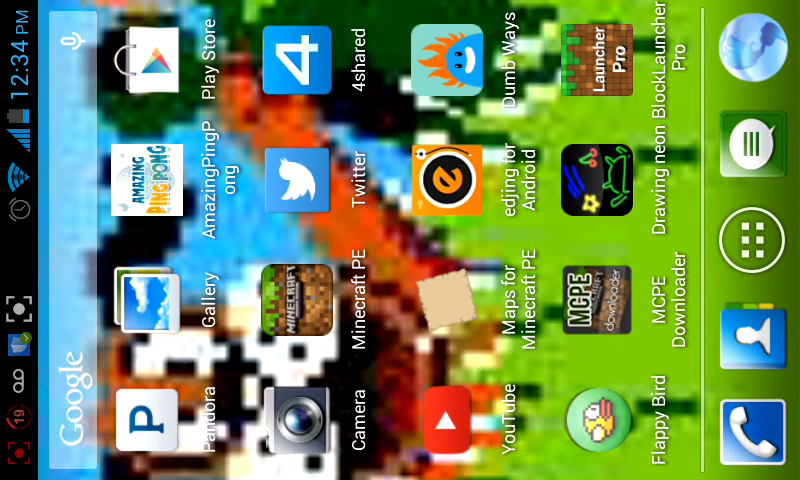 19
12:34 PM
Google
P
Pandora
Gallery
AMAZING
PING PONG
AmazingPingP
ong
Play Store
Camera
MINECRAFT
Minecraft PE
Twitter
4
4shared
YouTube
Maps for
Minecraft PE
e
edjing for
Android
Dumb Ways
Flappy Bird
MCPE
downloader
MCPE
Downloader
Drawing neon
Launcher
Pro
BlockLauncher
Pro